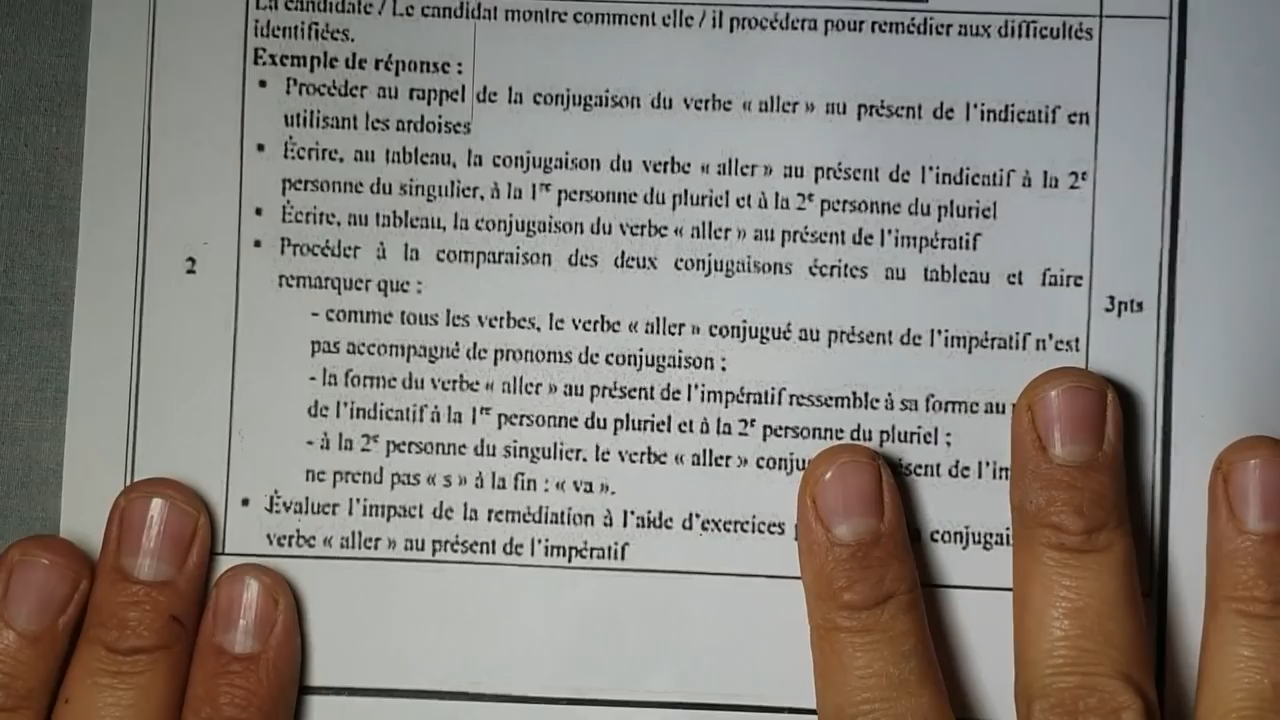 La candidate / Le candidat montre comment elle / il procédera pour remédier aux difficultés
identifiées.
Exemple de réponse :
▪ Procéder au rappel de la conjugaison du verbe « aller » au présent de l'indicatif en
utilisant les ardoises
▪ Écrire, au tableau, la conjugaison du verbe « aller » au présent de l'indicatif à la 2e
personne du singulier, à la 1re personne du pluriel et à la 2e personne du pluriel
▪ Écrire, au tableau, la conjugaison du verbe « aller » au présent de l'impératif
▪ Procéder à la comparaison des deux conjugaisons écrites au tableau et faire
remarquer que :
2
3pts
- comme tous les verbes, le verbe « aller » conjugué au présent de l'impératif n'est
pas accompagné de pronoms de conjugaison ;
- la forme du verbe « aller » au présent de l'impératif ressemble à sa forme au
de l'indicatif à la 1re personne du pluriel et à la 2e personne du pluriel ;
- à la 2e personne du singulier, le verbe « aller » de
ne prend pas « s » à la fin : « va ».
▪ Évaluer l'impact de la remédiation à l'aide d'exercices
verbe « aller » au présent de l'impératif